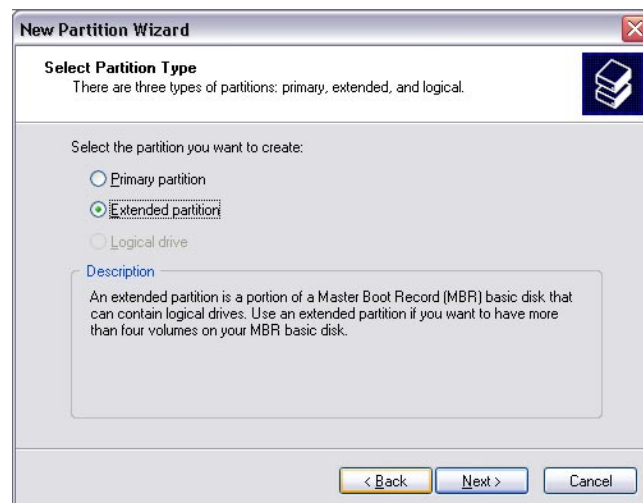 New Partition Wizard
Select Partition Type
There are three types of partitions: primary, extended, and logical.
Select the partition you want to create:
Primary partition
Extended partition
Logical drive
Description
An extended partition is a portion of a Master Boot Record (MBR) basic disk that
can contain logical drives. Use an extended partition if you want to have more
than four volumes on your MBR basic disk.
< Back Next > Cancel